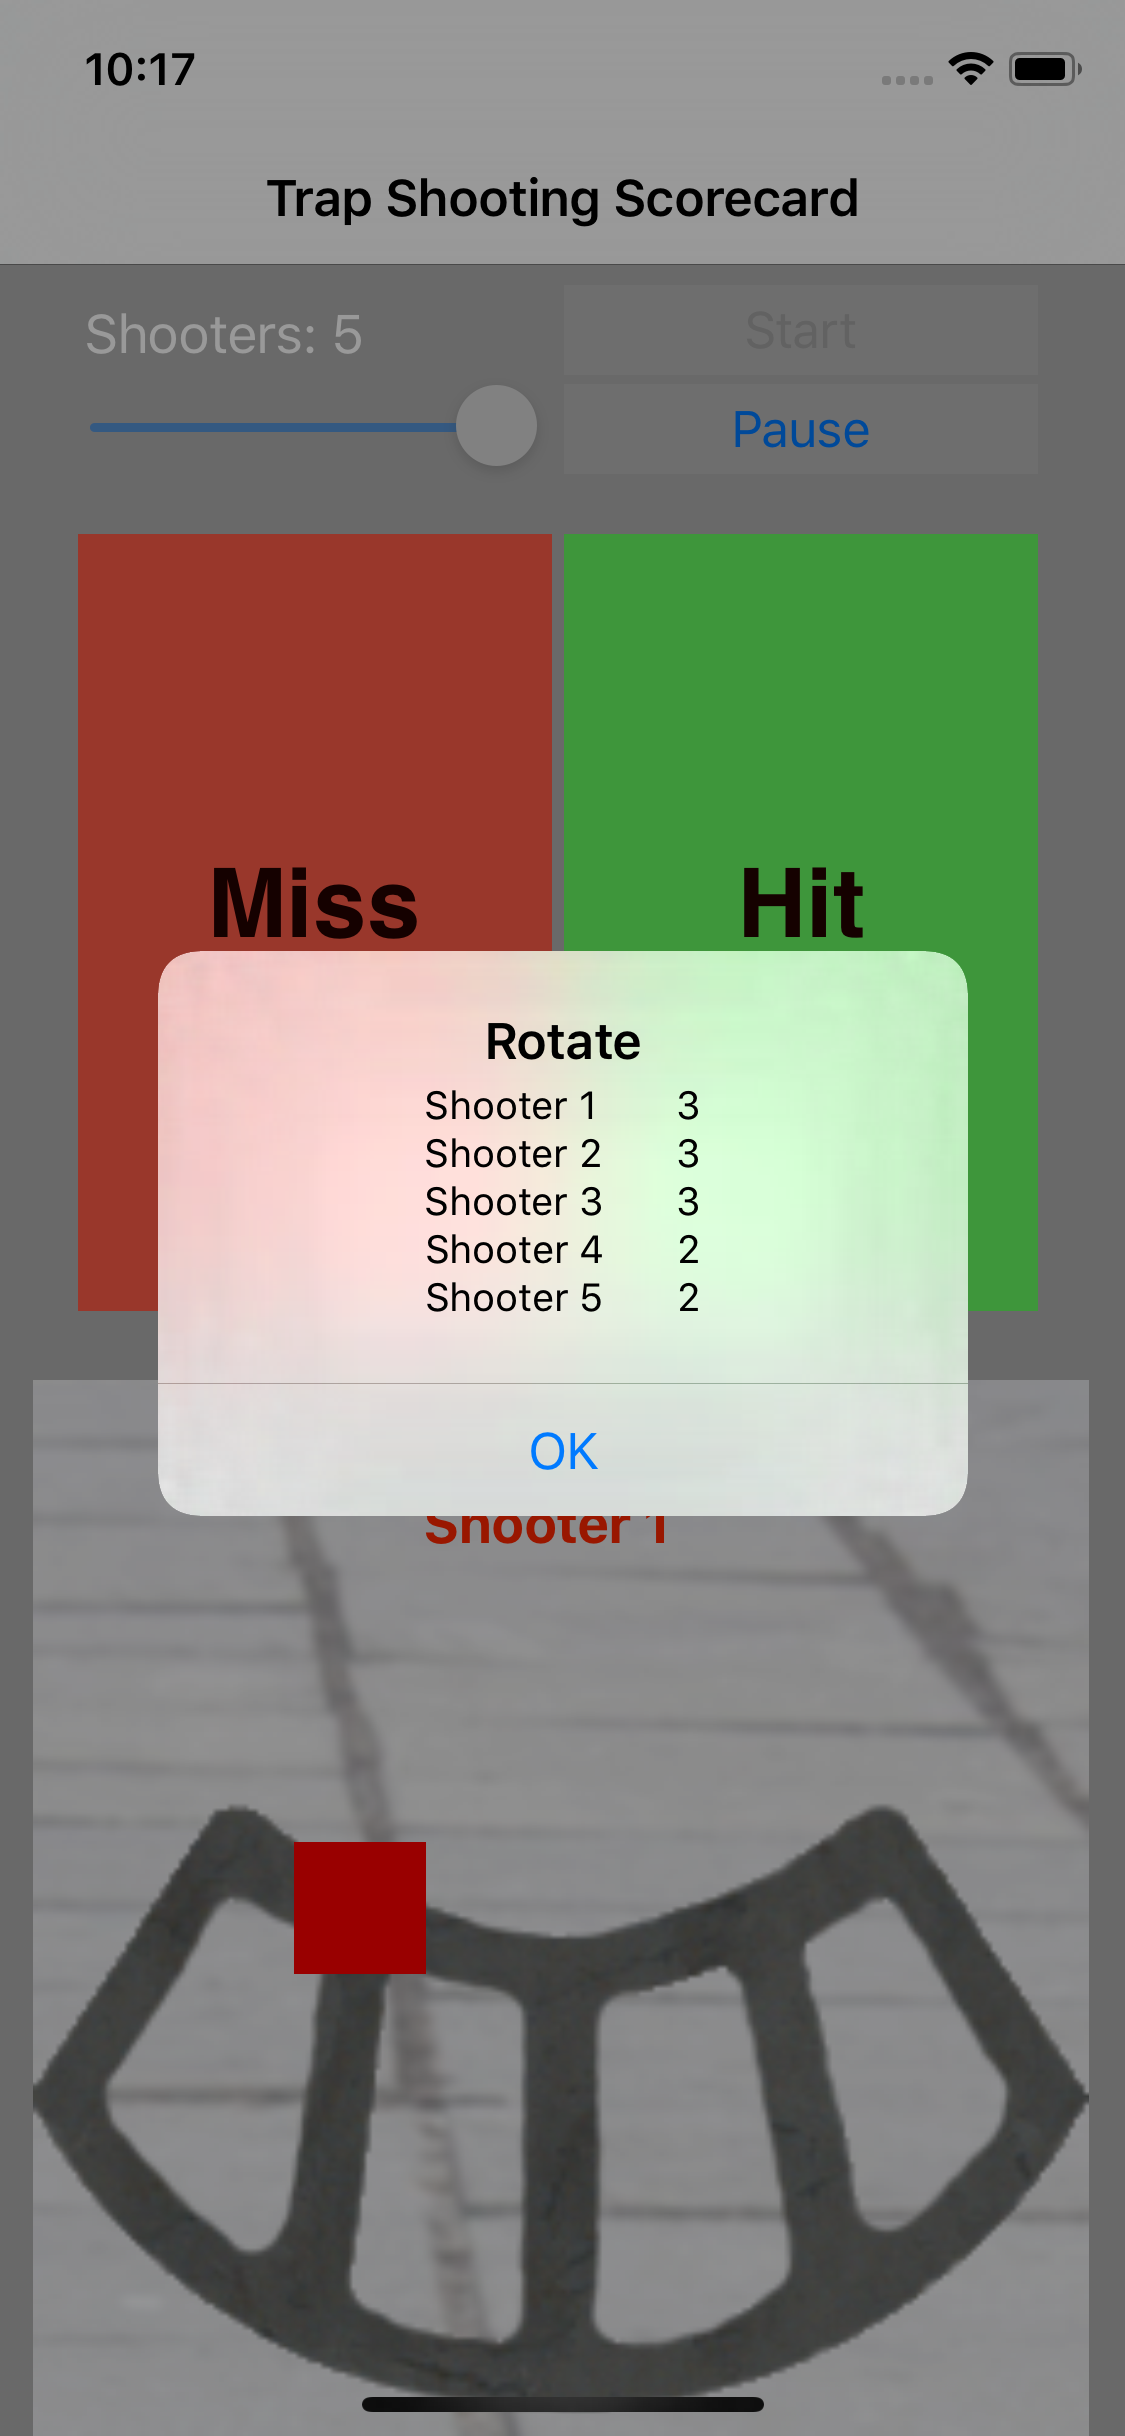 10:17
Trap Shooting Scorecard
Shooters: 5
Start
Pause
Miss
Hit
Rotate
Shooter 1 3
Shooter 2 3
Shooter 3 3
Shooter 4 2
Shooter 5 2
OK
Shooter 1